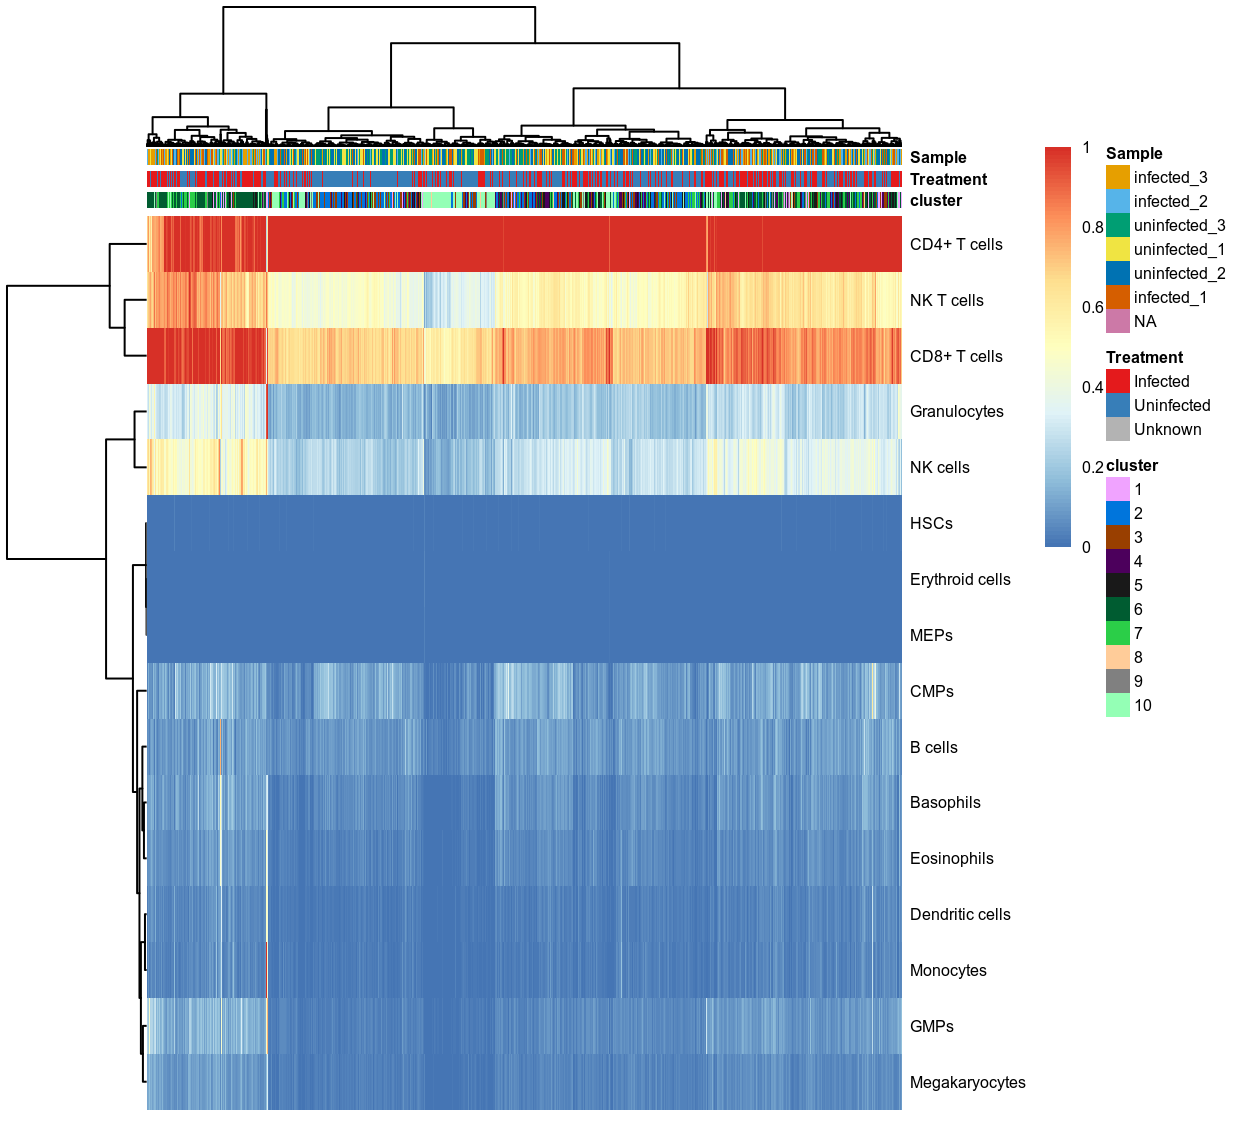 Sample
Treatment
cluster
CD4+ T cells
NK T cells
CD8+ T cells
Granulocytes
NK cells
HSCs
Erythroid cells
MEPs
CMPs
B cells
Basophils
Eosinophils
Dendritic cells
Monocytes
GMPs
Megakaryocytes
1
0.8
0.6
0.4
0.2
0
Sample
infected_3
infected_2
uninfected_3
uninfected_1
uninfected_2
infected_1
NA
Treatment
Infected
Uninfected
Unknown
cluster
1
2
3
4
5
6
7
8
9
10